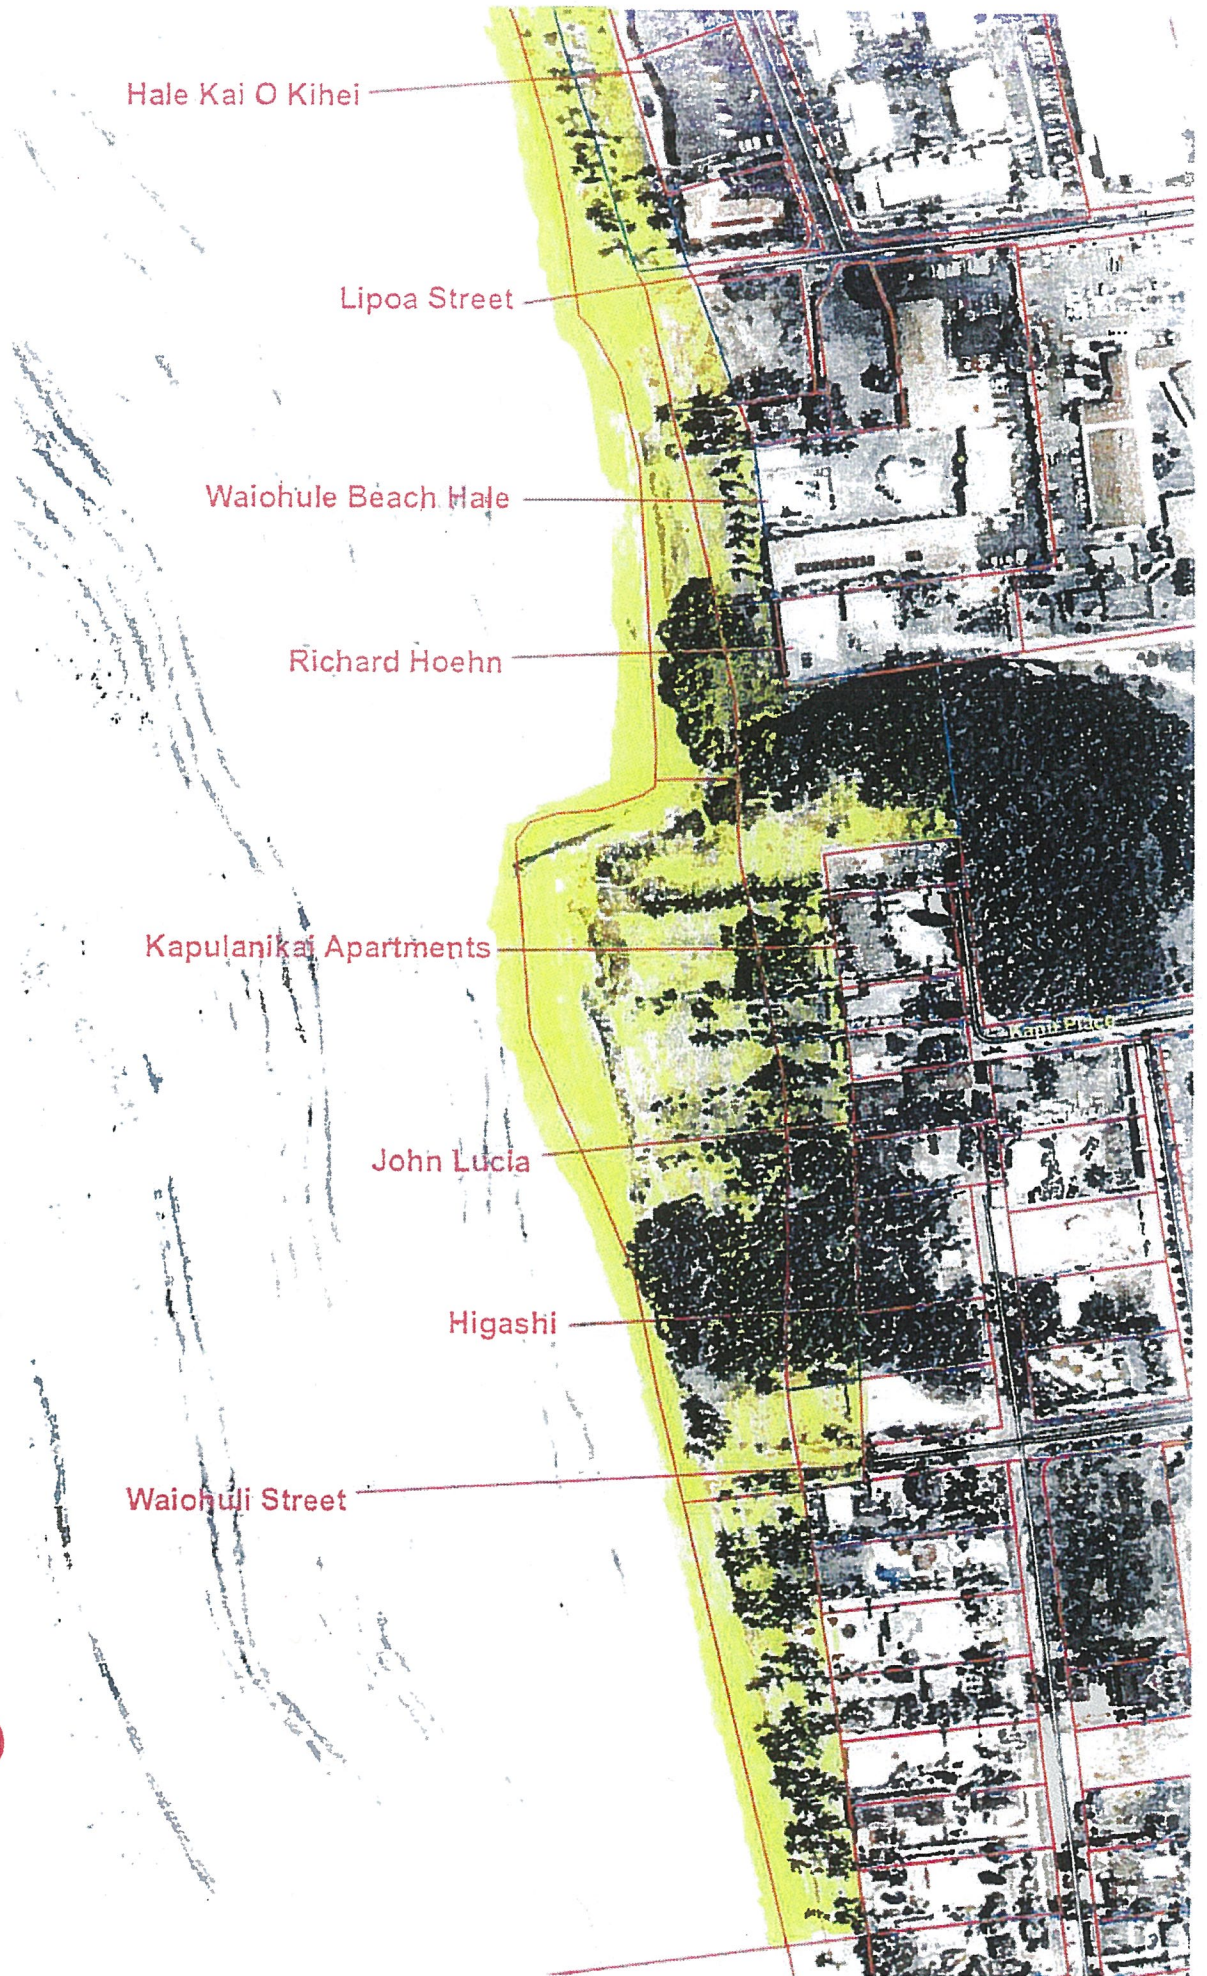 Hale Kai O Kihei
Lipoa Street
Waiohule Beach Hale
Richard Hoehn
Kapulanikai Apartments
John Lucia
Higashi
Waiohuli Street